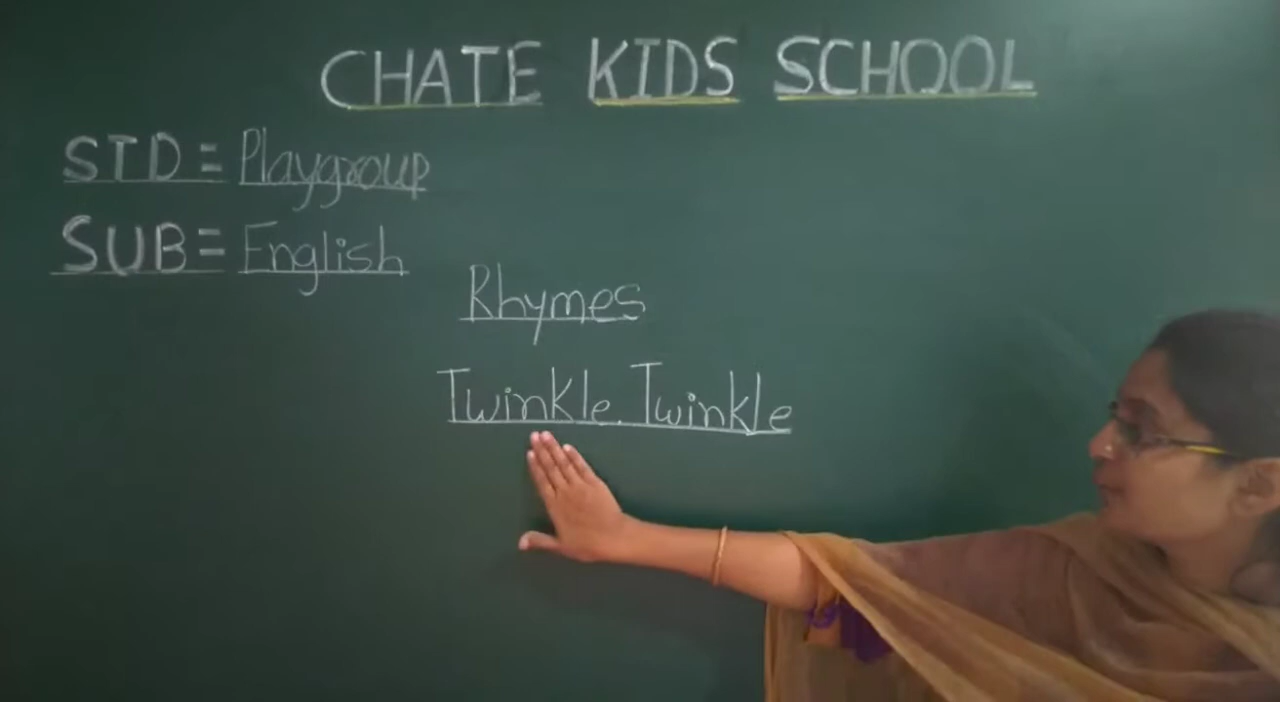 CHATE KIDS SCHOOL
STD = Playgroup
SUB = English
Rhymes
Twinkle. Twinkle